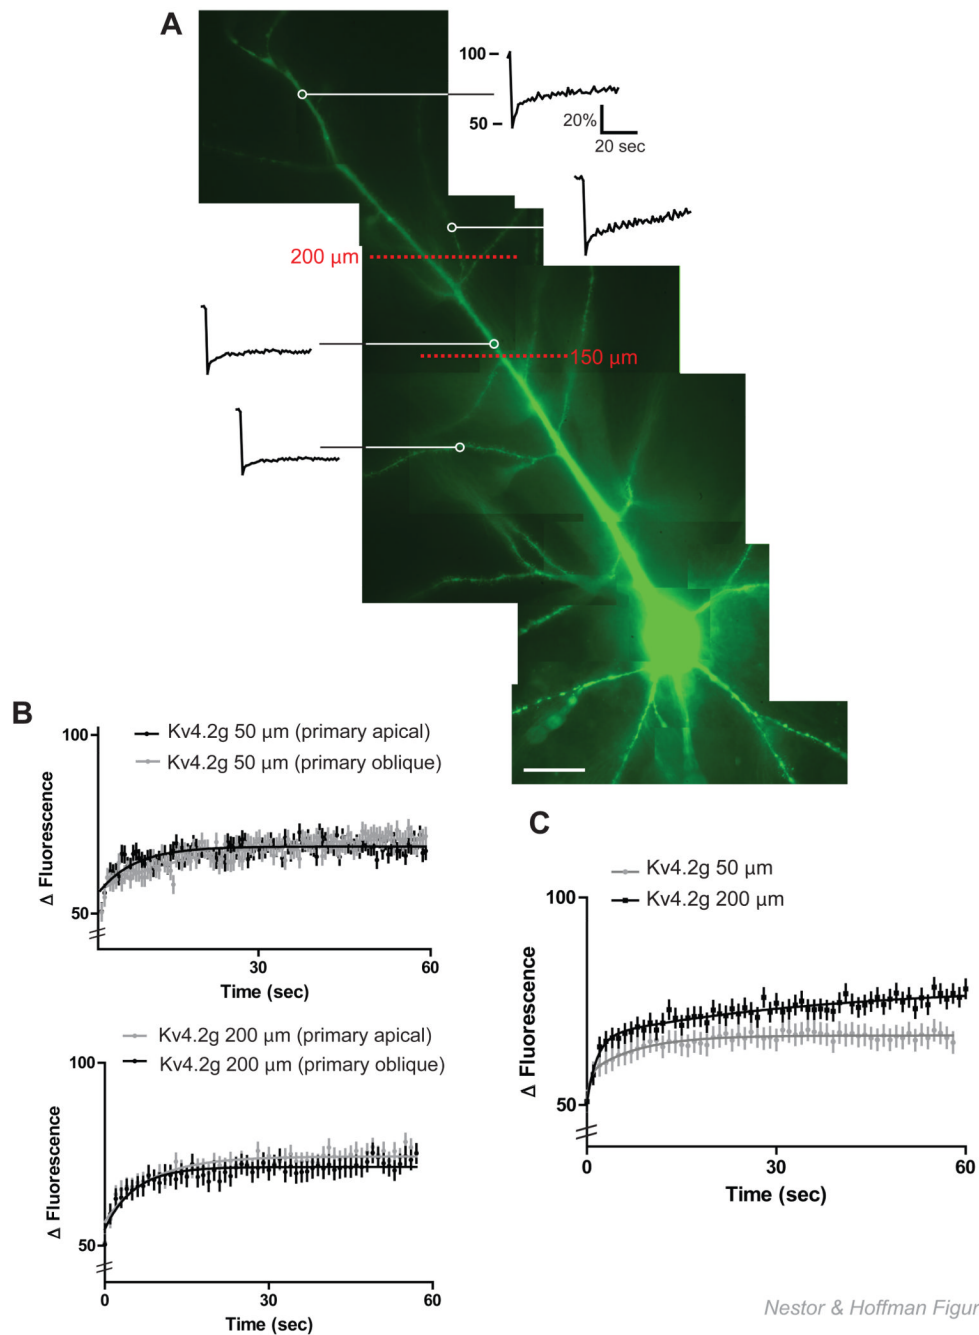 A
100
50
20%
20 sec
200 μm
150 μm
B
100
Kv4.2g 50 μm (primary apical)
Kv4.2g 50 μm (primary oblique)
Δ Fluorescence
50
30
60
Time (sec)
Kv4.2g 200 μm (primary apical)
Kv4.2g 200 μm (primary oblique)
100
Δ Fluorescence
50
0
30
60
Time (sec)
C
Kv4.2g 50 μm
Kv4.2g 200 μm
100
Δ Fluorescence
50
0
30
60
Time (sec)
Nestor & Hoffman Figur